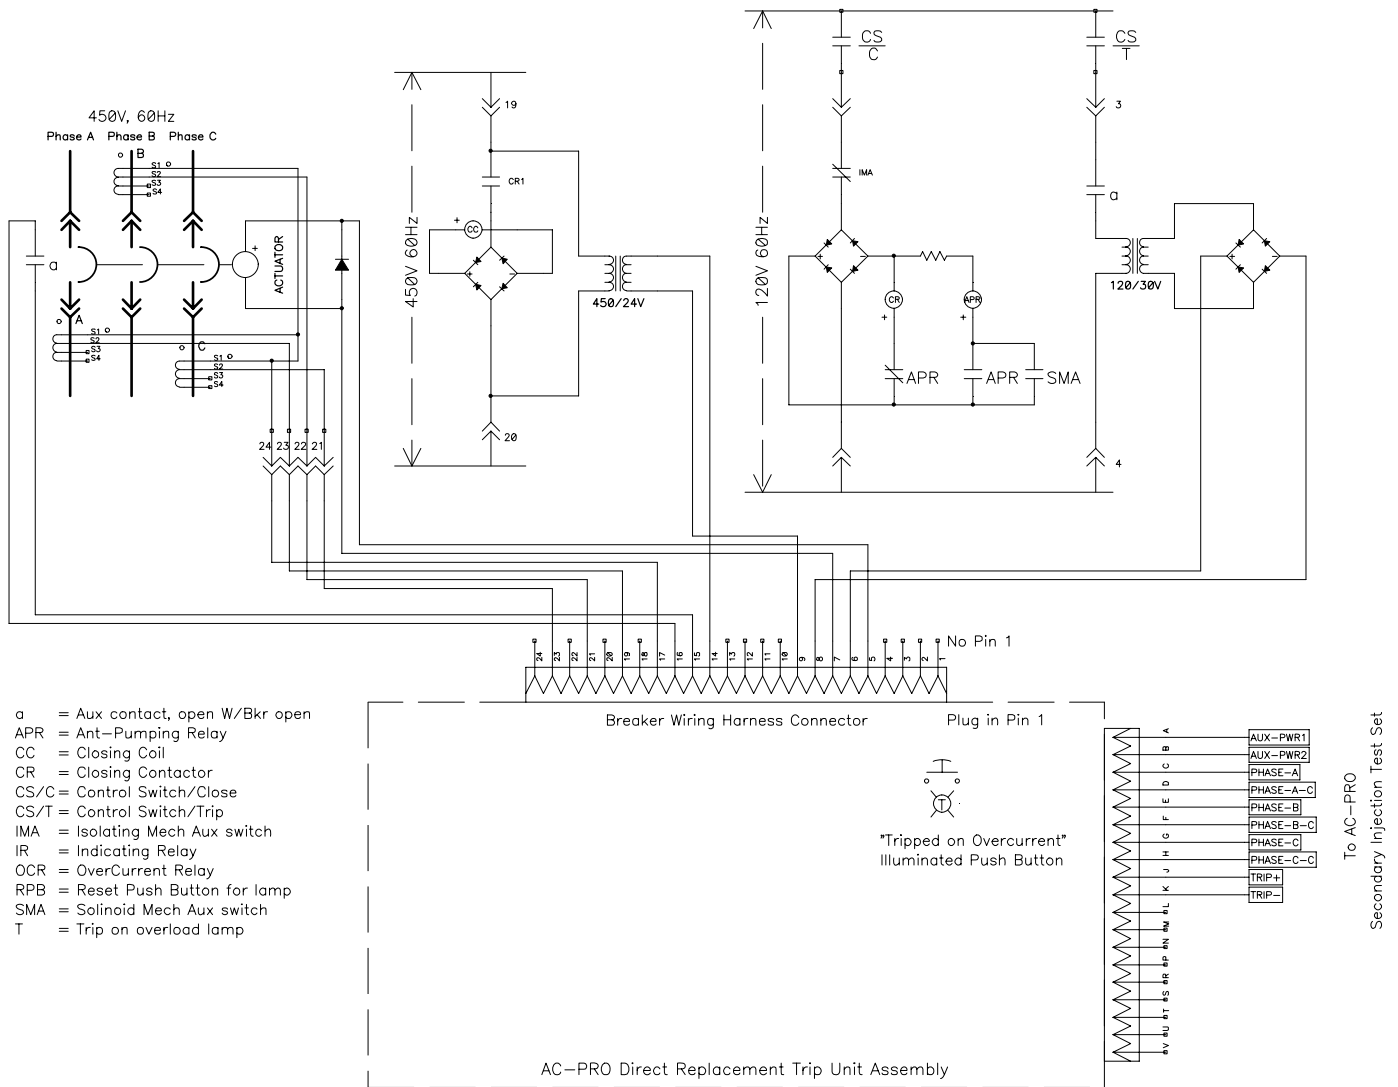 450V, 60Hz
Phase A Phase B Phase C
B
S1
S2
S3
S4
a
+
ACTUATOR
A
S1
S2
S3
S4
C
S1
S2
S3
S4
24 23 22 21
450V 60Hz
19
CR1
+
CC
450/24V
20
120V 60Hz
CS
C
CS
T
3
IMA
a
CR
+
APR
+
APR
APR
SMA
120/30V
4
No Pin 1
24 23 22 21 20 19 18 17 16 15 14 13 12 11 10 9 8 7 6 5 4 3 2 1
Breaker Wiring Harness Connector
Plug in Pin 1
a = Aux contact, open W/Bkr open
APR = Ant-Pumping Relay
CC = Closing Coil
CR = Closing Contactor
CS/C = Control Switch/Close
CS/T = Control Switch/Trip
IMA = Isolating Mech Aux switch
IR = Indicating Relay
OCR = OverCurrent Relay
RPB = Reset Push Button for lamp
SMA = Solinoid Mech Aux switch
T = Trip on overload lamp
T
"Tripped on Overcurrent"
Illuminated Push Button
A AUX-PWR1
B AUX-PWR2
C PHASE-A
D PHASE-A-C
E PHASE-B
F PHASE-B-C
G PHASE-C
H PHASE-C-C
J TRIP+
K TRIP-
L
M
N
P
R
S
T
U
V
To AC-PRO
Secondary Injection Test Set
AC-PRO Direct Replacement Trip Unit Assembly